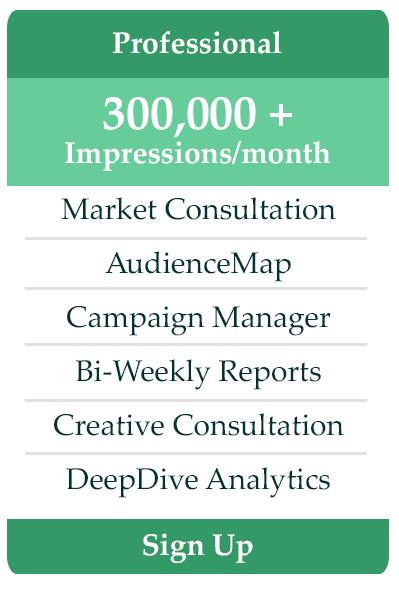 Professional
300,000 +
Impressions/month
Market Consultation
AudienceMap
Campaign Manager
Bi-Weekly Reports
Creative Consultation
DeepDive Analytics
Sign Up